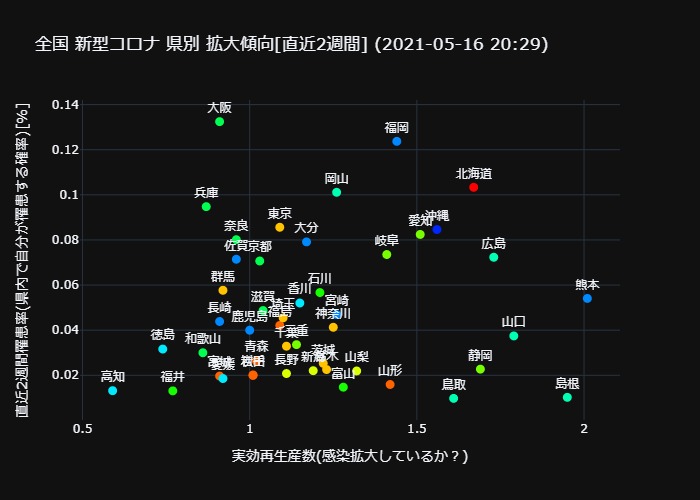 全国 新型コロナ 県別 拡大傾向[直近2週間] (2021-05-16 20:29)
直近2週間罹患率(県内で自分が罹患する確率)[%]
0.14
0.12
0.1
0.08
0.06
0.04
0.02
大阪
福岡
岡山
北海道
兵庫
東京
奈良
大分
愛知
沖縄
佐賀
京都
岐阜
広島
群馬
石川
香川
熊本
滋賀
埼玉
宮崎
長崎
鹿児島
福島
神奈川
山口
徳島
和歌山
千葉
三重
青森
茨城
愛媛
岩手
長野
山梨
静岡
高知
福井
富山
山形
鳥取
島根
0.5
1
1.5
2
実効再生産数(感染拡大しているか？)